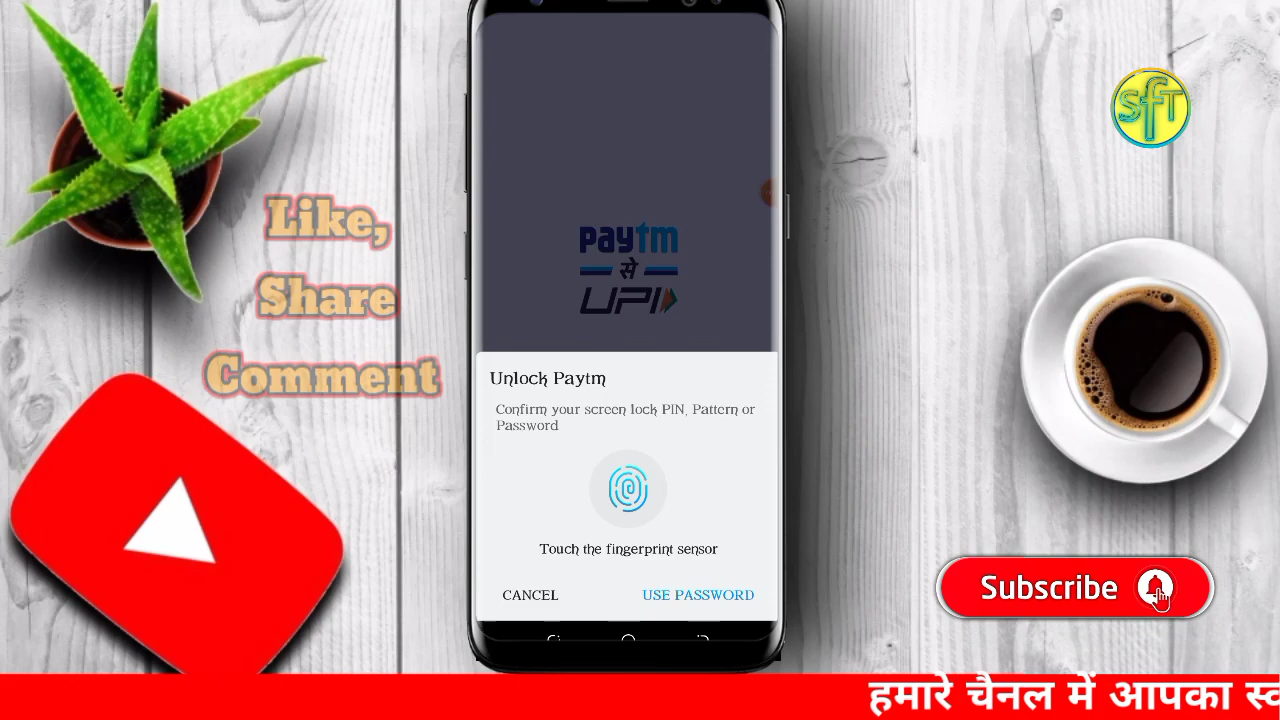 SfT
Like,
Share
Comment
paytm
से
UPI
Unlock Paytm
Confirm your screen lock PIN, Pattern or
Password
Touch the fingerprint sensor
CANCEL
USE PASSWORD
Subscribe
हमारे चैनल में आपका